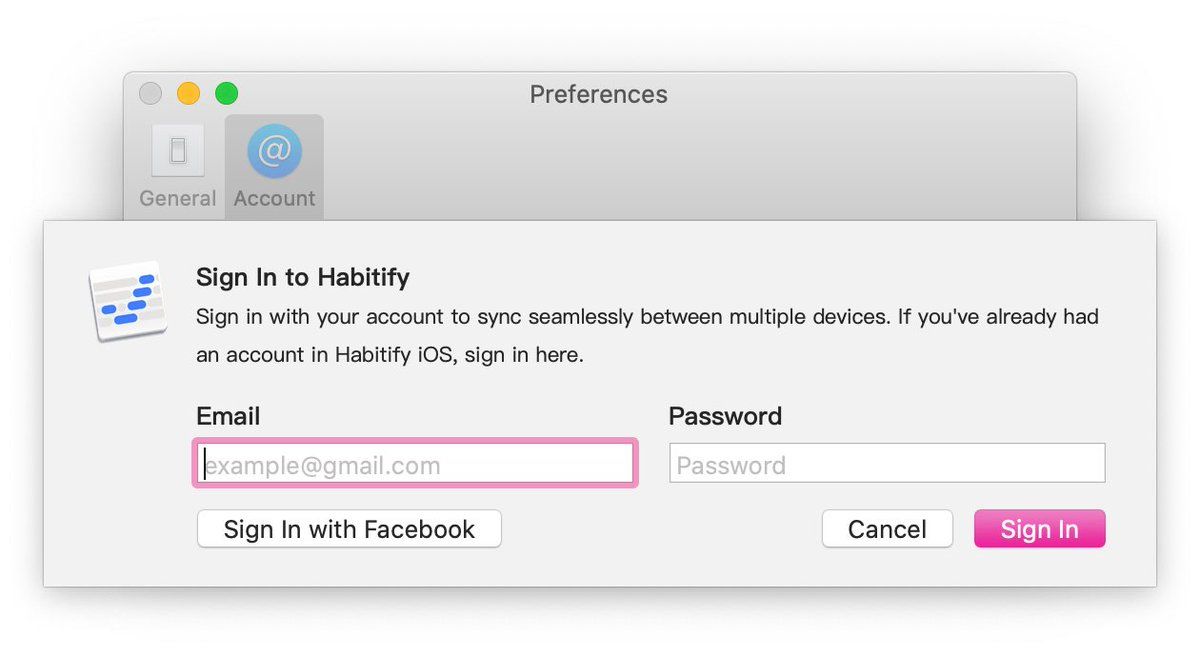 Preferences
General Account
Sign In to Habitify
Sign in with your account to sync seamlessly between multiple devices. If you've already had
an account in Habitify iOS, sign in here.
Email Password
example@gmail.com Password
Sign In with Facebook Cancel Sign In